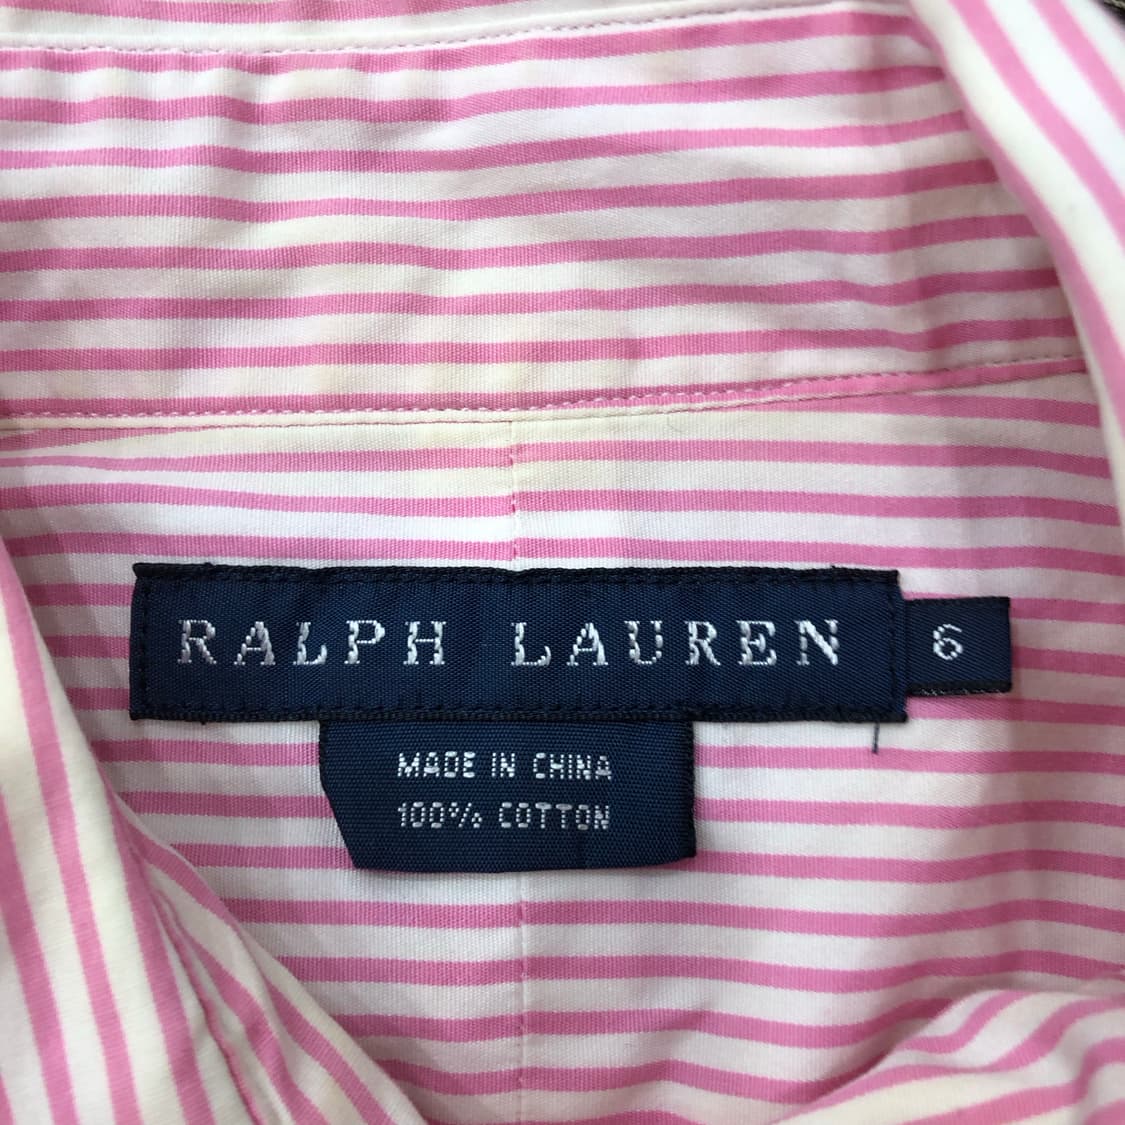 RALPH LAUREN
6
MADE IN CHINA
100% COTTON